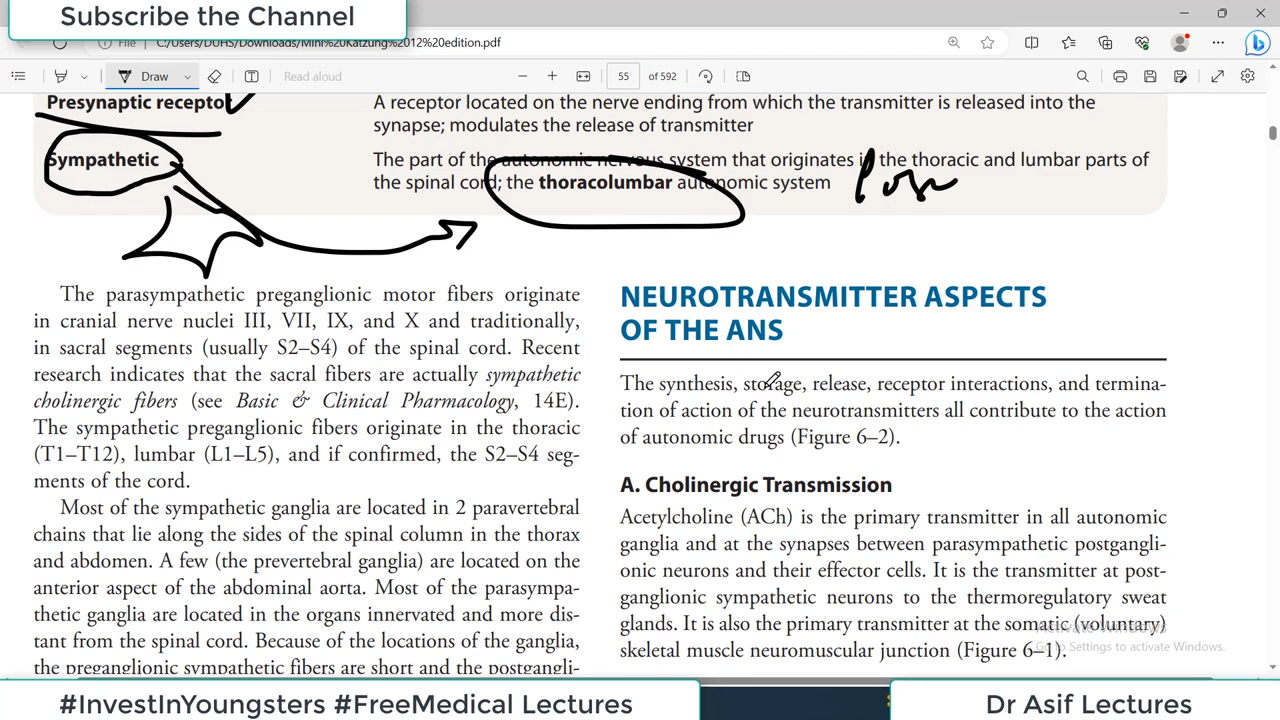 Subscribe the Channel
File
C:/Users/DUHS/Downloads/Mini%20Katzung%2012%20edition.pdf
Draw
Read aloud
55 of 592
Presynaptic receptor
A receptor located on the nerve ending from which the transmitter is released into the
synapse; modulates the release of transmitter
Sympathetic
The part of the autonomic nervous system that originates in the thoracic and lumbar parts of
the spinal cord; the thoracolumbar autonomic system
The parasympathetic preganglionic motor fibers originate
in cranial nerve nuclei III, VII, IX, and X and traditionally,
in sacral segments (usually S2–S4) of the spinal cord. Recent
research indicates that the sacral fibers are actually sympathetic
cholinergic fibers (see Basic & Clinical Pharmacology, 14E).
The sympathetic preganglionic fibers originate in the thoracic
(T1–T12), lumbar (L1–L5), and if confirmed, the S2–S4 seg-
ments of the cord.
Most of the sympathetic ganglia are located in 2 paravertebral
chains that lie along the sides of the spinal column in the thorax
and abdomen. A few (the prevertebral ganglia) are located on the
anterior aspect of the abdominal aorta. Most of the parasympa-
thetic ganglia are located in the organs innervated and more dis-
tant from the spinal cord. Because of the locations of the ganglia,
the preganglionic sympathetic fibers are short and the postgangli-
NEUROTRANSMITTER ASPECTS
OF THE ANS
The synthesis, storage, release, receptor interactions, and termina-
tion of action of the neurotransmitters all contribute to the action
of autonomic drugs (Figure 6–2).
A. Cholinergic Transmission
Acetylcholine (ACh) is the primary transmitter in all autonomic
ganglia and at the synapses between parasympathetic postgangli-
onic neurons and their effector cells. It is the transmitter at post-
ganglionic sympathetic neurons to the thermoregulatory sweat
glands. It is also the primary transmitter at the somatic (voluntary)
skeletal muscle neuromuscular junction (Figure 6–1).
Activate Windows
Go to Settings to activate Windows.
#InvestInYoungsters #FreeMedical Lectures
Dr Asif Lectures